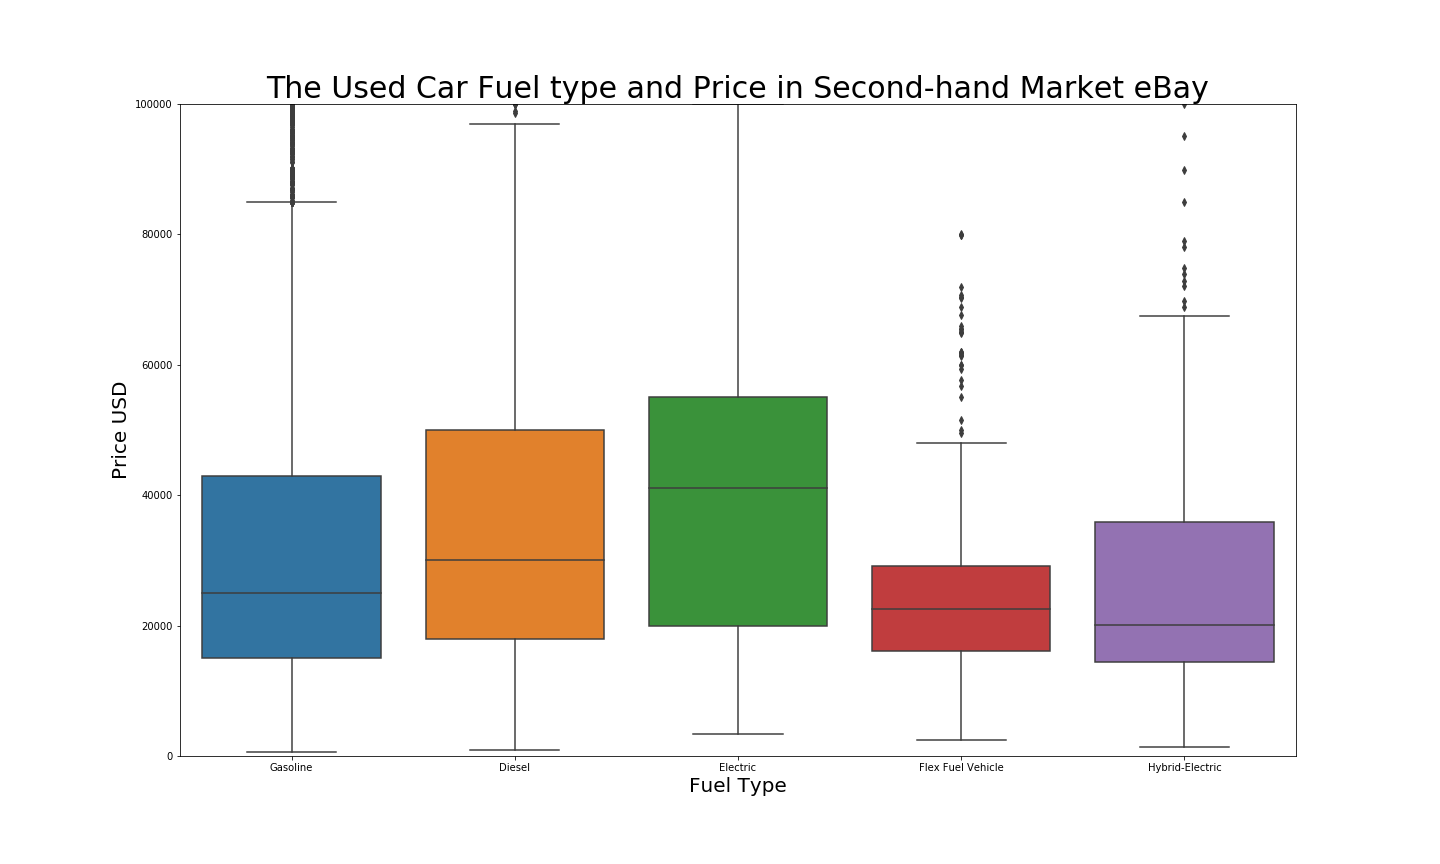 The Used Car Fuel type and Price in Second-hand Market eBay
100000
80000
60000
40000
20000
0
Price USD
Gasoline Diesel Electric Flex Fuel Vehicle Hybrid-Electric
Fuel Type